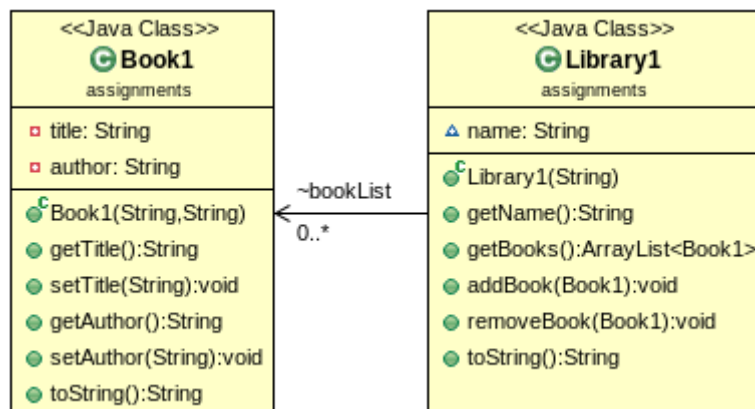 <<Java Class>>
C Book1
assignments
title: String
author: String
C Book1(String,String)
getTitle():String
setTitle(String):void
getAuthor():String
setAuthor(String):void
toString():String
~bookList
0..*
<<Java Class>>
C Library1
assignments
name: String
C Library1(String)
getName():String
getBooks():ArrayList<Book1>
addBook(Book1):void
removeBook(Book1):void
toString():String